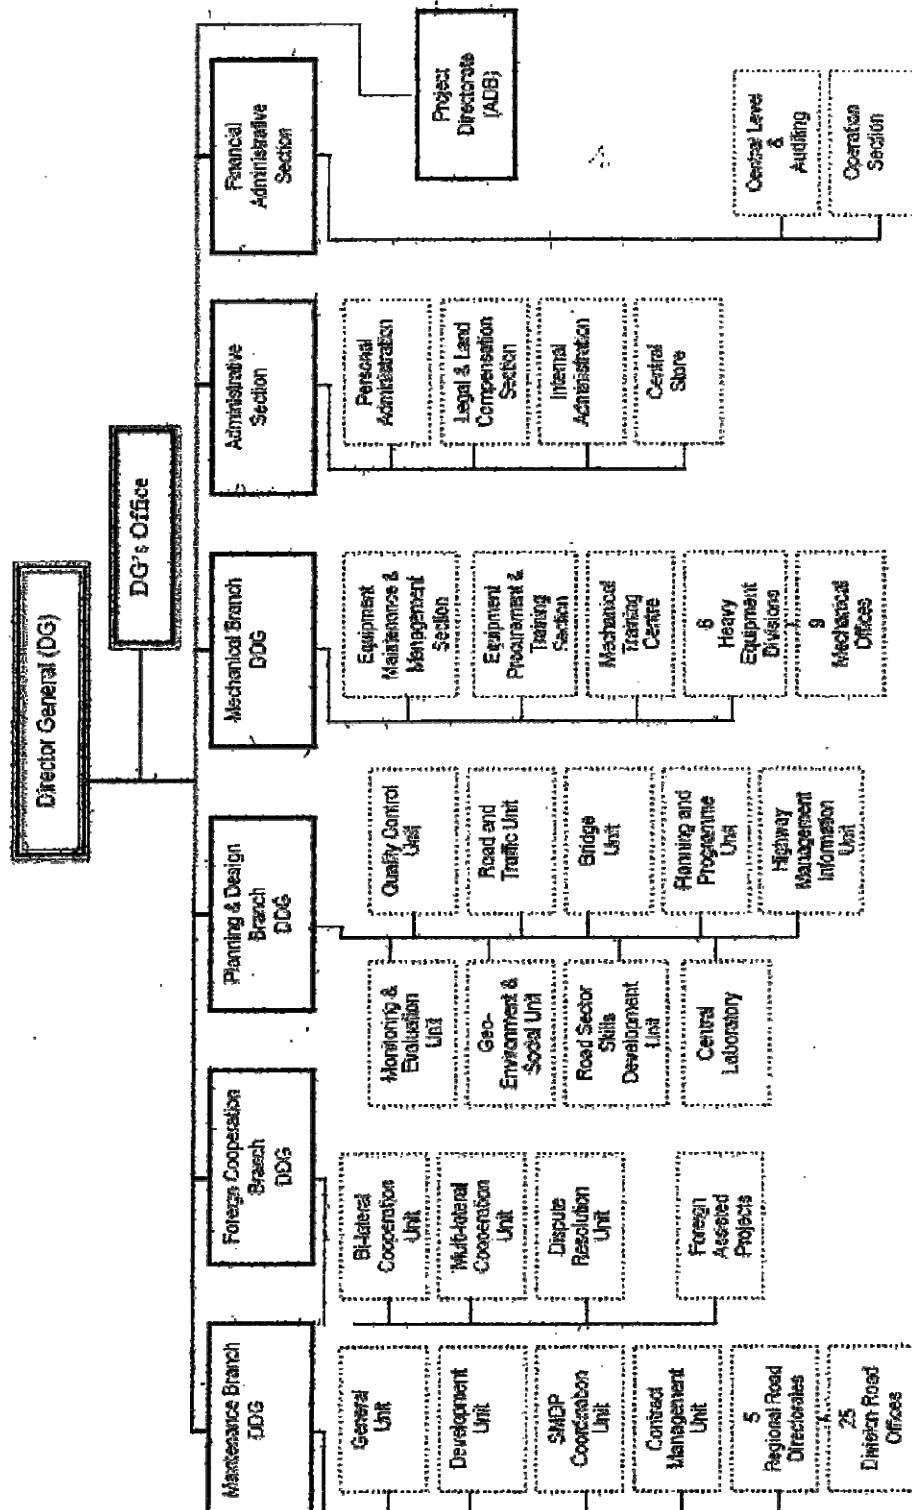 Director General (DG)
DG's Office
Maintenance Branch
DDG
General
Unit
Development
Unit
SMDP
Coordination
Unit
Contract
Management
Unit
5
Regional Road
Directorates
25
Division Road
Offices
Foreign Cooperation
Branch
DDG
Bi-lateral
Cooperation
Unit
Multi-lateral
Cooperation
Unit
Dispute
Resolution
Unit
Foreign
Assisted
Projects
Planning & Design
Branch
DDG
Monitoring &
Evaluation
Unit
Geo-
Environment &
Social Unit
Road Sector
Skills
Development
Unit
Central
Laboratory
Quality Control
Unit
Road and
Traffic Unit
Bridge
Unit
Planning and
Programme
Unit
Highway
Management
Information
Unit
Mechanical Branch
DDG
Equipment
Maintenance &
Management
Section
Equipment
Procurement &
Training
Section
Mechanical
Training
Centre
6
Heavy
Equipment
Divisions
9
Mechanical
Offices
Administrative
Section
Personal
Administration
Legal & Land
Compensation
Section
Internal
Administration
Central
Store
Financial
Administrative
Section
Central Level
&
Auditing
Operation
Section
Project
Directorate
(ADB)